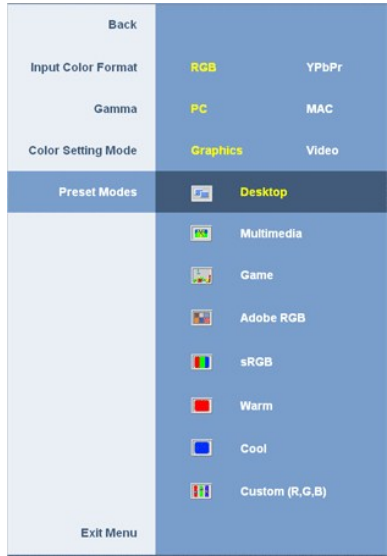 Back
Input Color Format RGB YPbPr
Gamma PC MAC
Color Setting Mode Graphics Video
Preset Modes Desktop
Multimedia
Game
Adobe RGB
sRGB
Warm
Cool
Custom (R,G,B)
Exit Menu